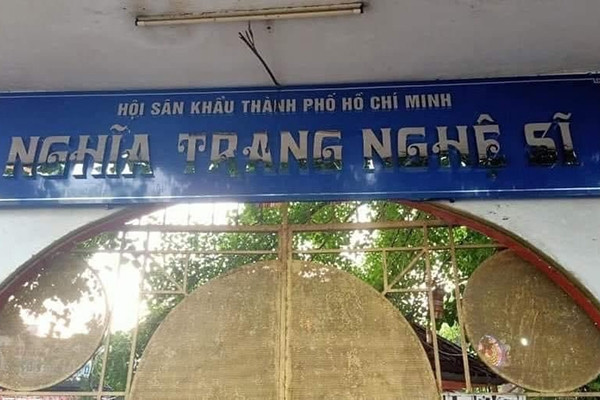 HỘI SÂN KHẤU THÀNH PHỐ HỒ CHÍ MINH
NGHĨA TRANG NGHỆ SĨ